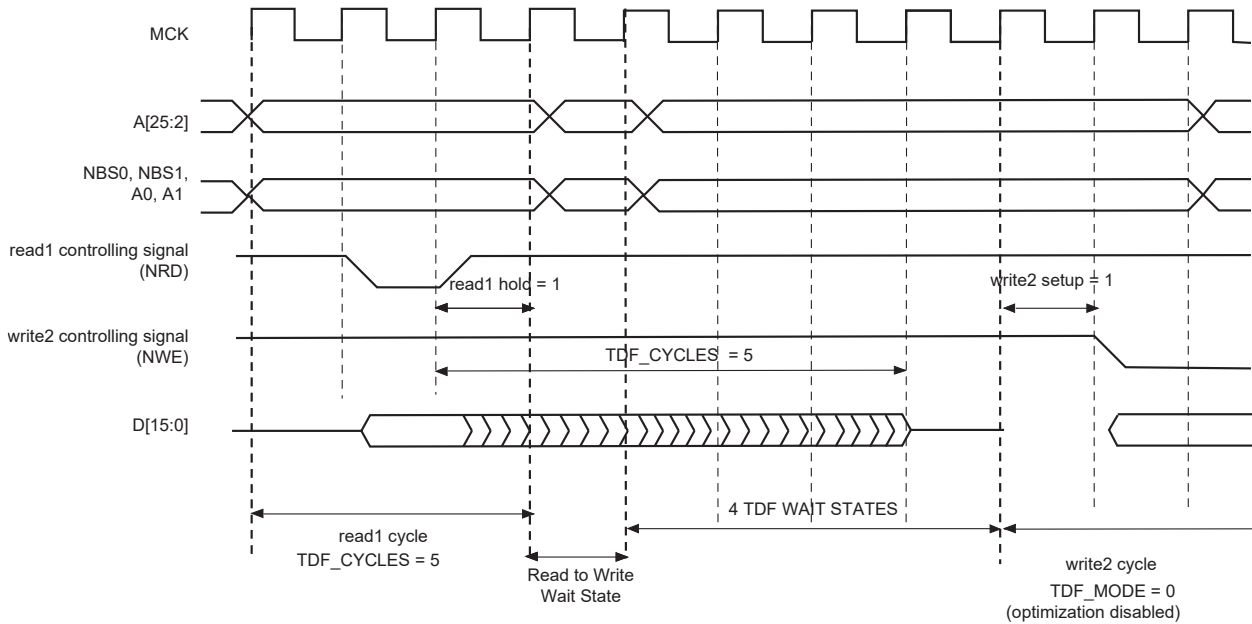 MCK
A[25:2]
NBS0, NBS1,
A0, A1
read1 controlling signal
(NRD)
read1 hold = 1
write2 setup = 1
write2 controlling signal
(NWE)
TDF_CYCLES = 5
D[15:0]
4 TDF WAIT STATES
read1 cycle
TDF_CYCLES = 5
Read to Write
Wait State
write2 cycle
TDF_MODE = 0
(optimization disabled)